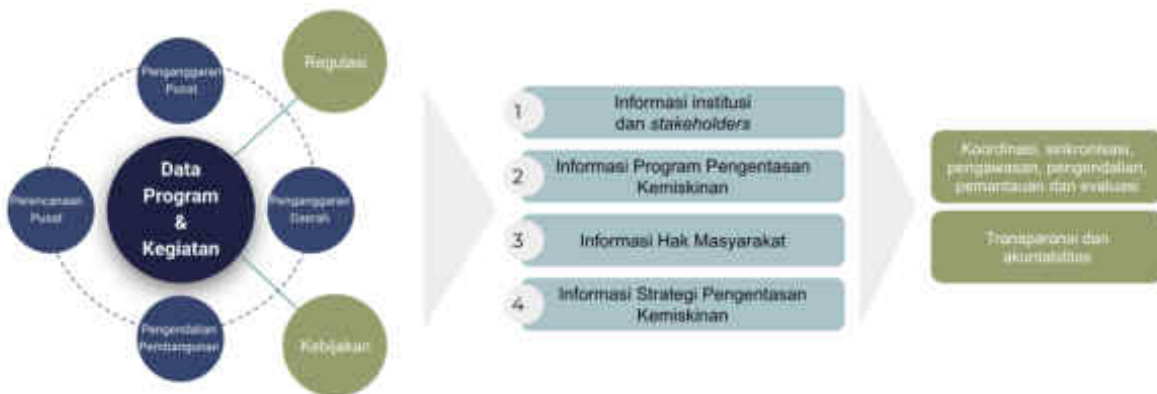 Penganggaran
Pusat
Regulasi
Perencanaan
Pusat
Data
Program
&
Kegiatan
Penganggaran
Daerah
Pengendalian
Pembangunan
Kebijakan
1
Informasi institusi
dan stakeholders
2
Informasi Program Pengentasan
Kemiskinan
3
Informasi Hak Masyarakat
4
Informasi Strategi Pengentasan
Kemiskinan
Koordinasi, sinkronisasi,
pengawasan, pengendalian,
pemantauan dan evaluasi
Transparansi dan
akuntabilitas